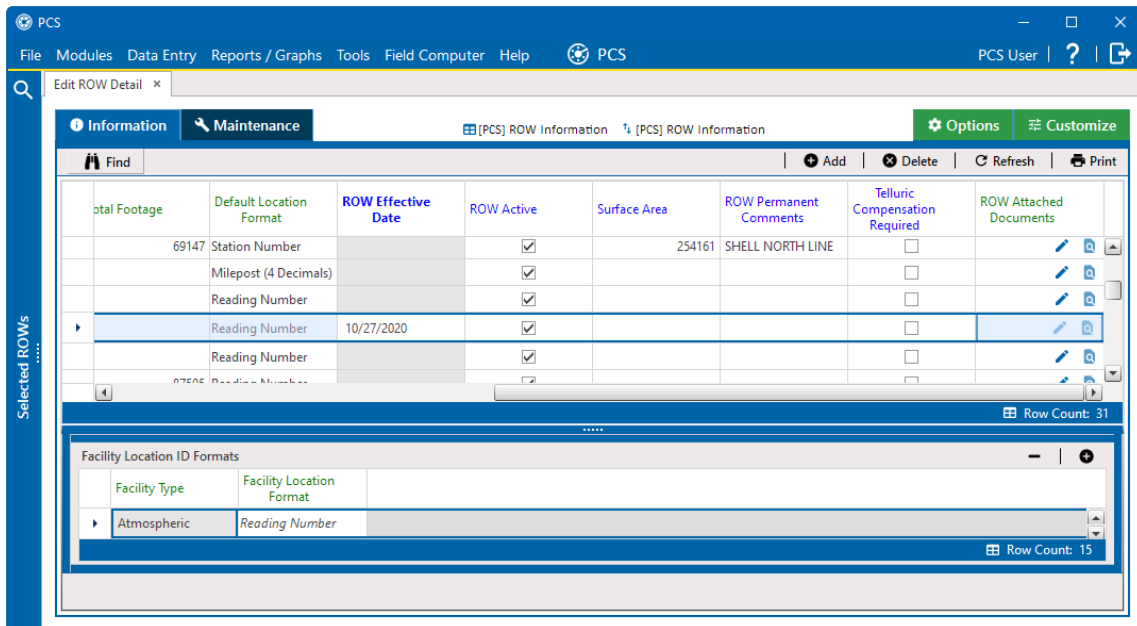 PCS
File Modules Data Entry Reports / Graphs Tools Field Computer Help PCS PCS User | ? |
Edit ROW Detail ×
Information Maintenance [PCS] ROW Information [PCS] ROW Information Options Customize
Find | Add | Delete | Refresh | Print
otal Footage Default Location Format ROW Effective Date ROW Active Surface Area ROW Permanent Comments Telluric Compensation Required ROW Attached Documents
69147 Station Number 254161 SHELL NORTH LINE
Milepost (4 Decimals)
Reading Number
Reading Number 10/27/2020
Reading Number
Selected ROWs
Row Count: 31
Facility Location ID Formats
Facility Type Facility Location Format
Atmospheric Reading Number
Row Count: 15